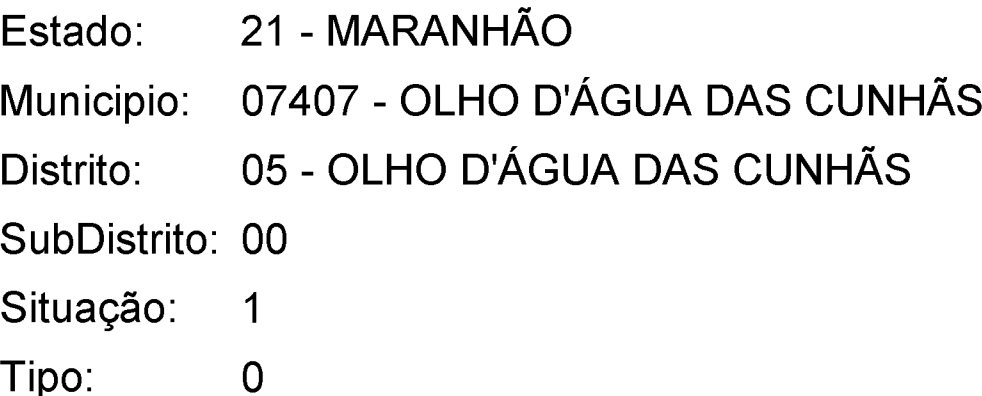 Estado: 21 - MARANHÃO
Municipio: 07407 - OLHO D'ÁGUA DAS CUNHÃS
Distrito: 05 - OLHO D'ÁGUA DAS CUNHÃS
SubDistrito: 00
Situação: 1
Tipo: 0